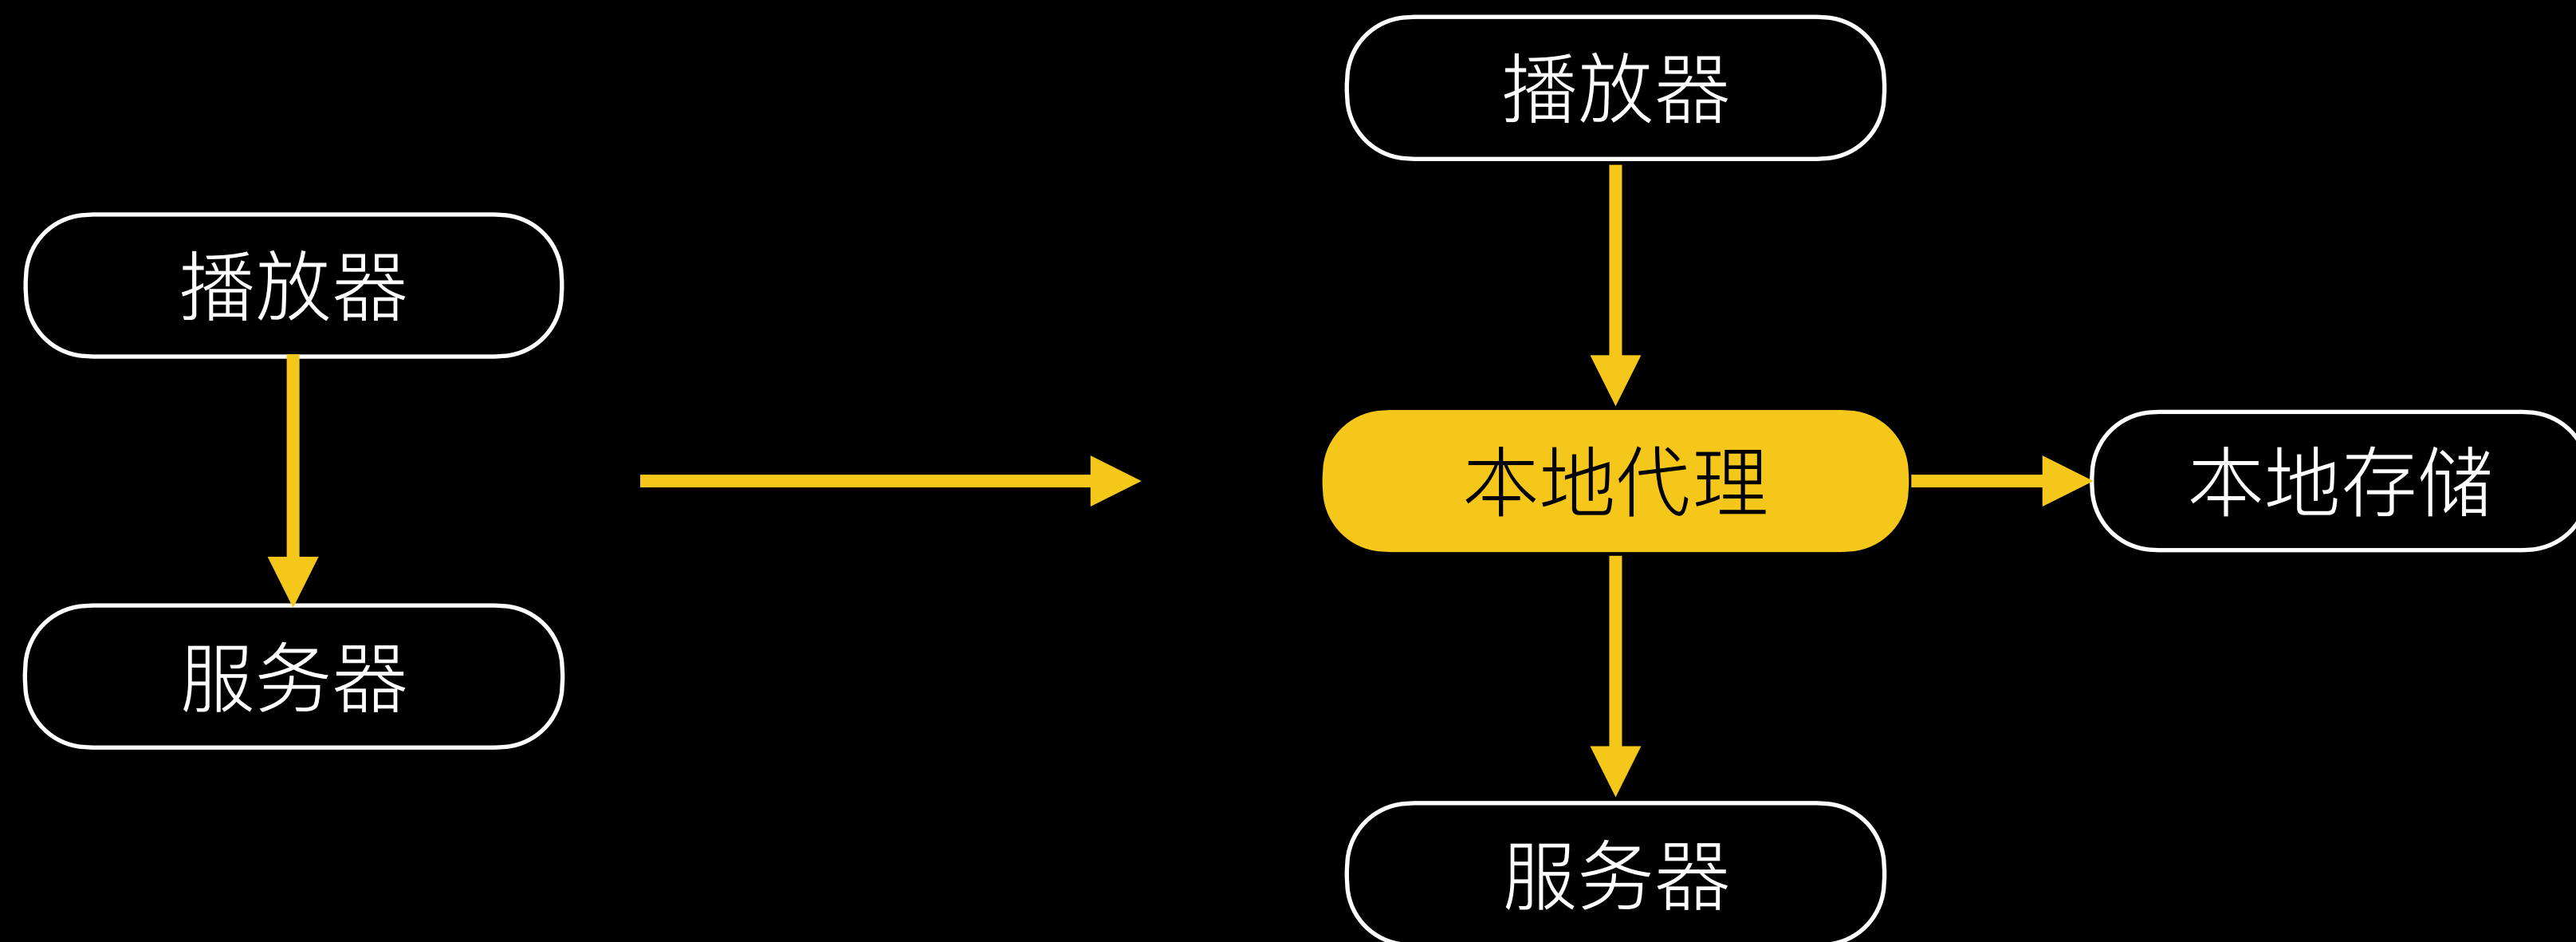 播放器
服务器
播放器
本地代理
本地存储
服务器